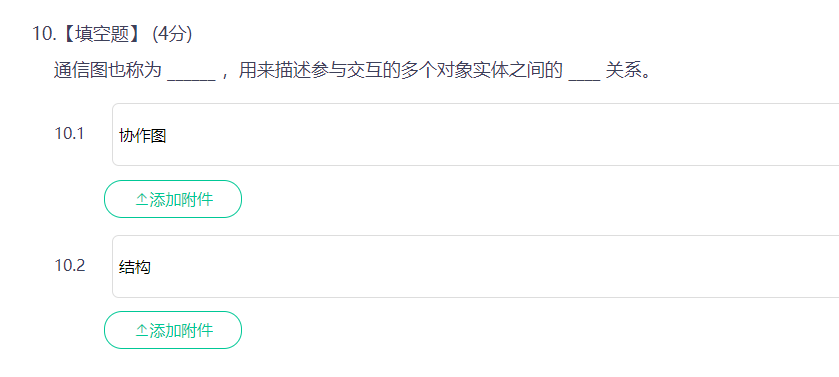 10.【填空题】 (4分)
通信图也称为 ______ ，用来描述参与交互的多个对象实体之间的 ____ 关系。
10.1 协作图
添加附件
10.2 结构
添加附件